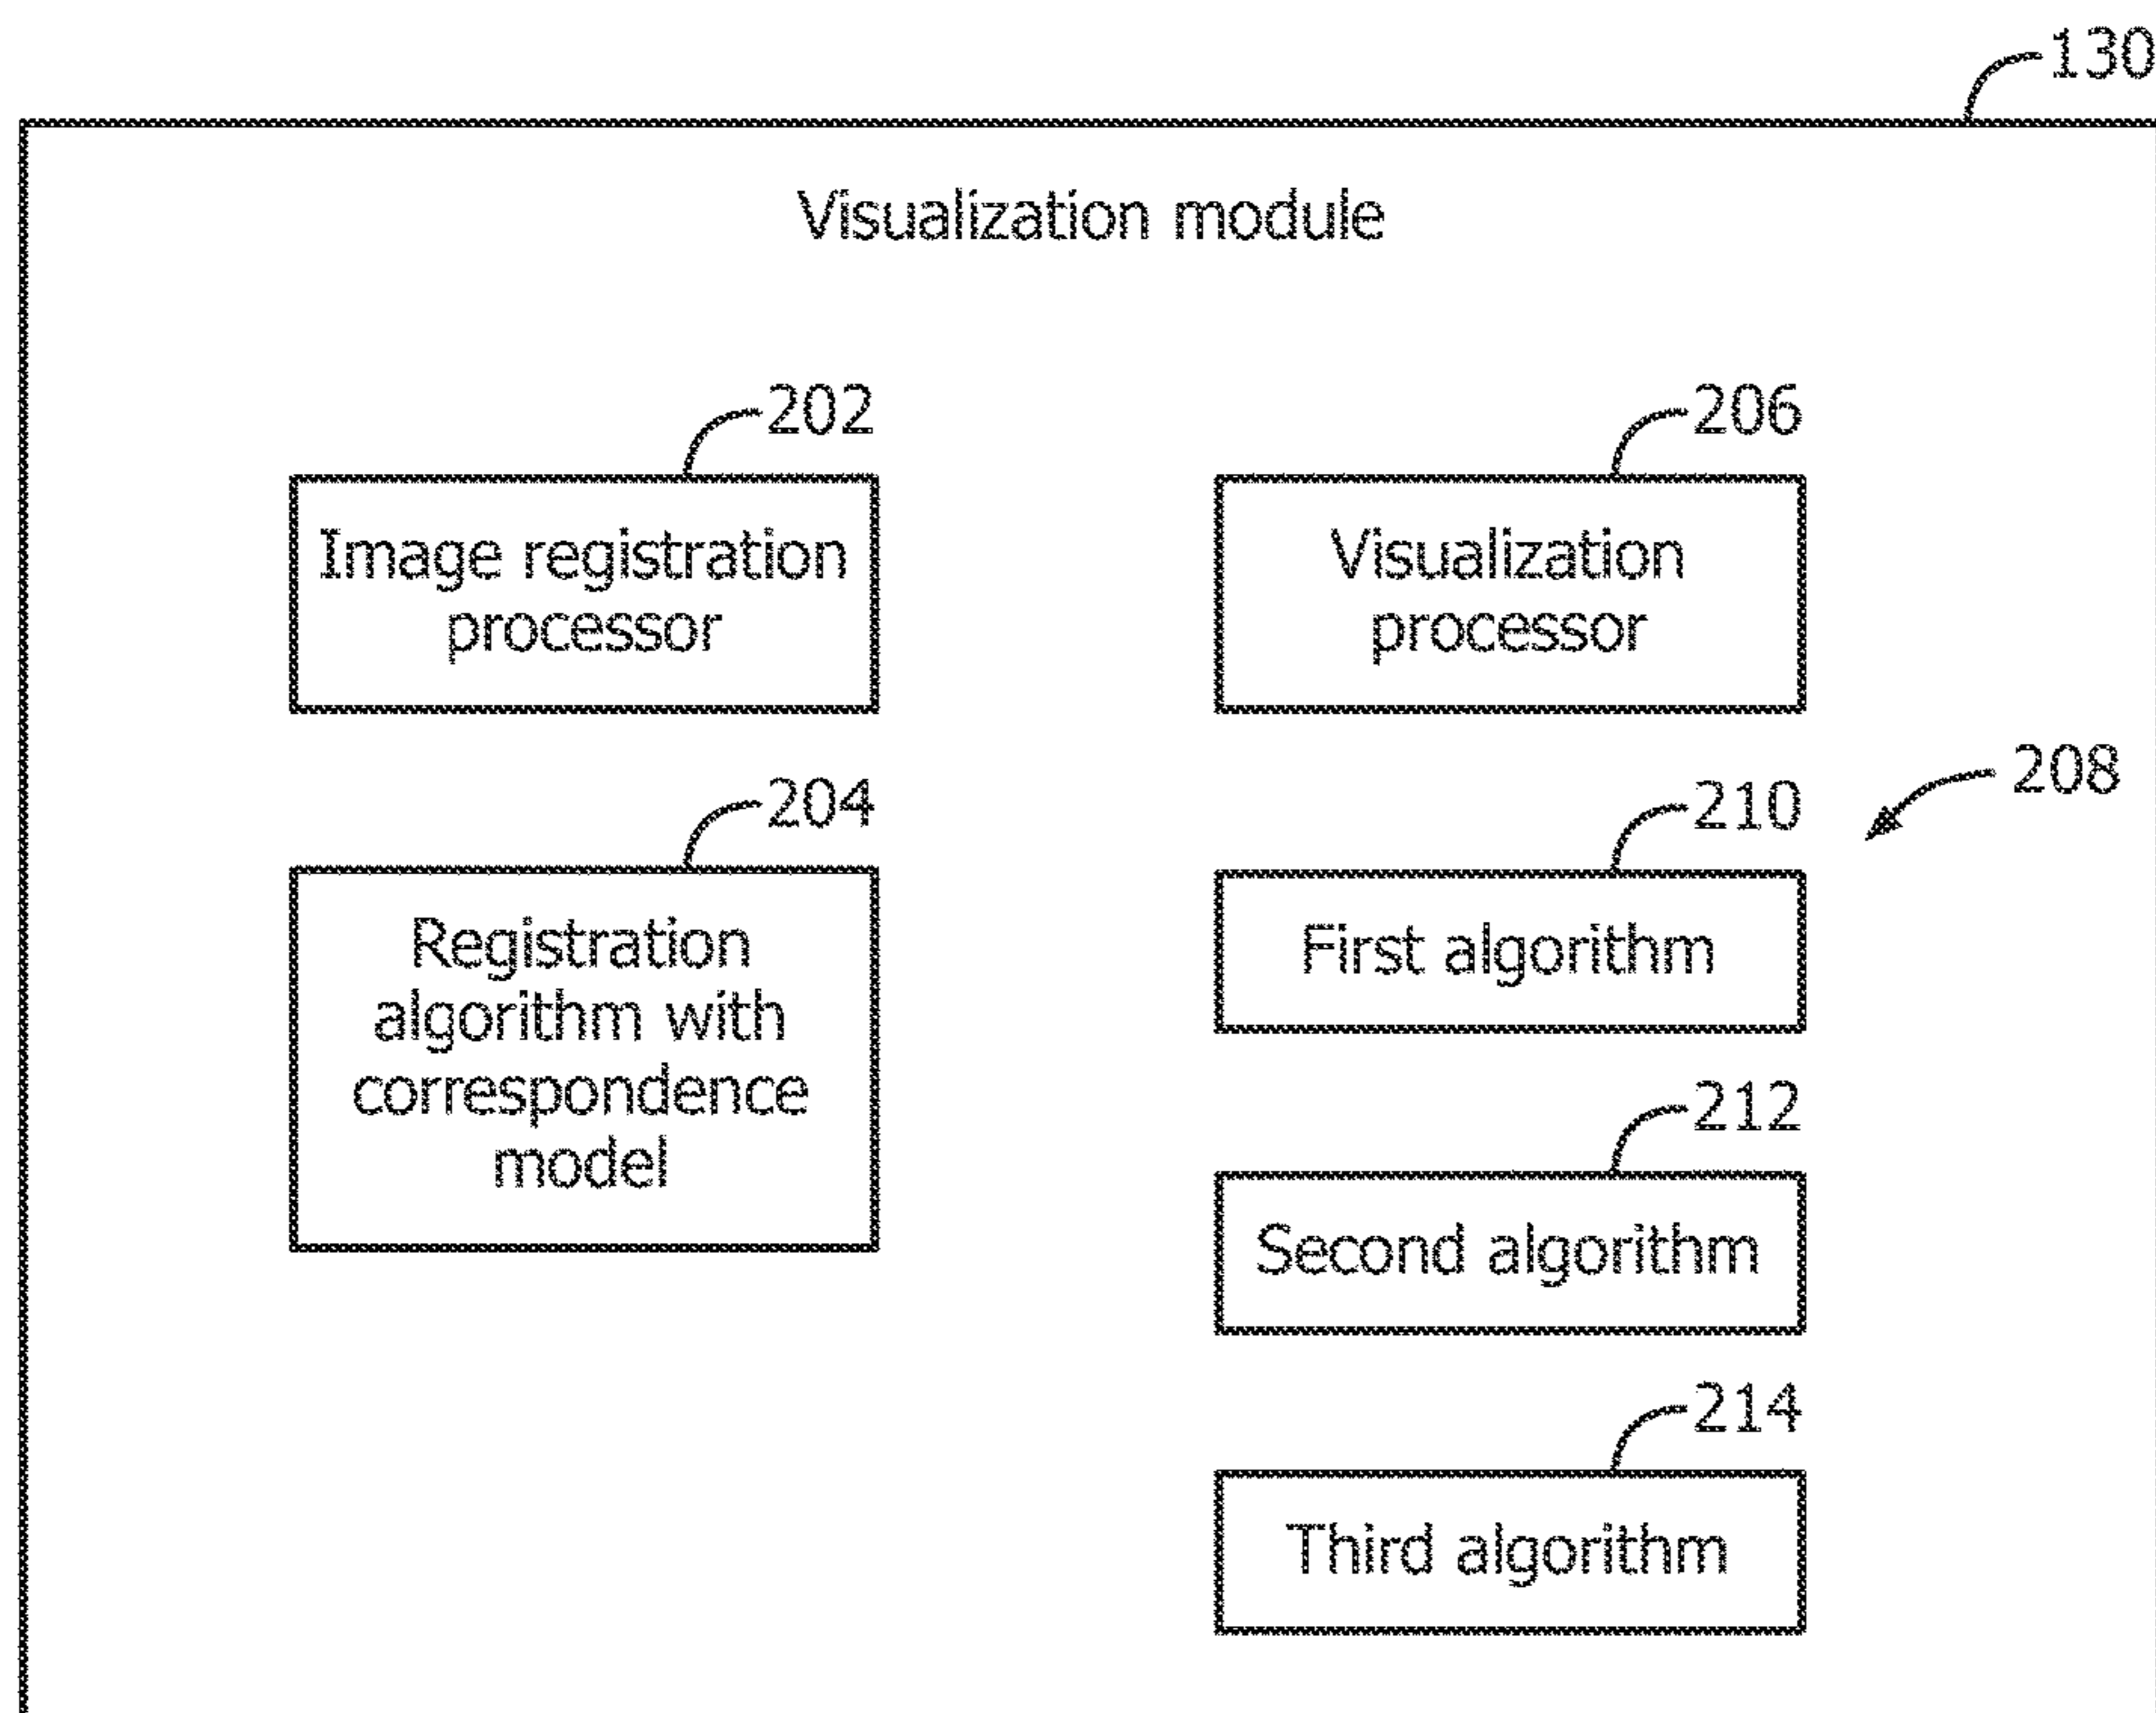 130
Visualization module
202
Image registration
processor
206
Visualization
processor
204
Registration
algorithm with
correspondence
model
208
210
First algorithm
212
Second algorithm
214
Third algorithm